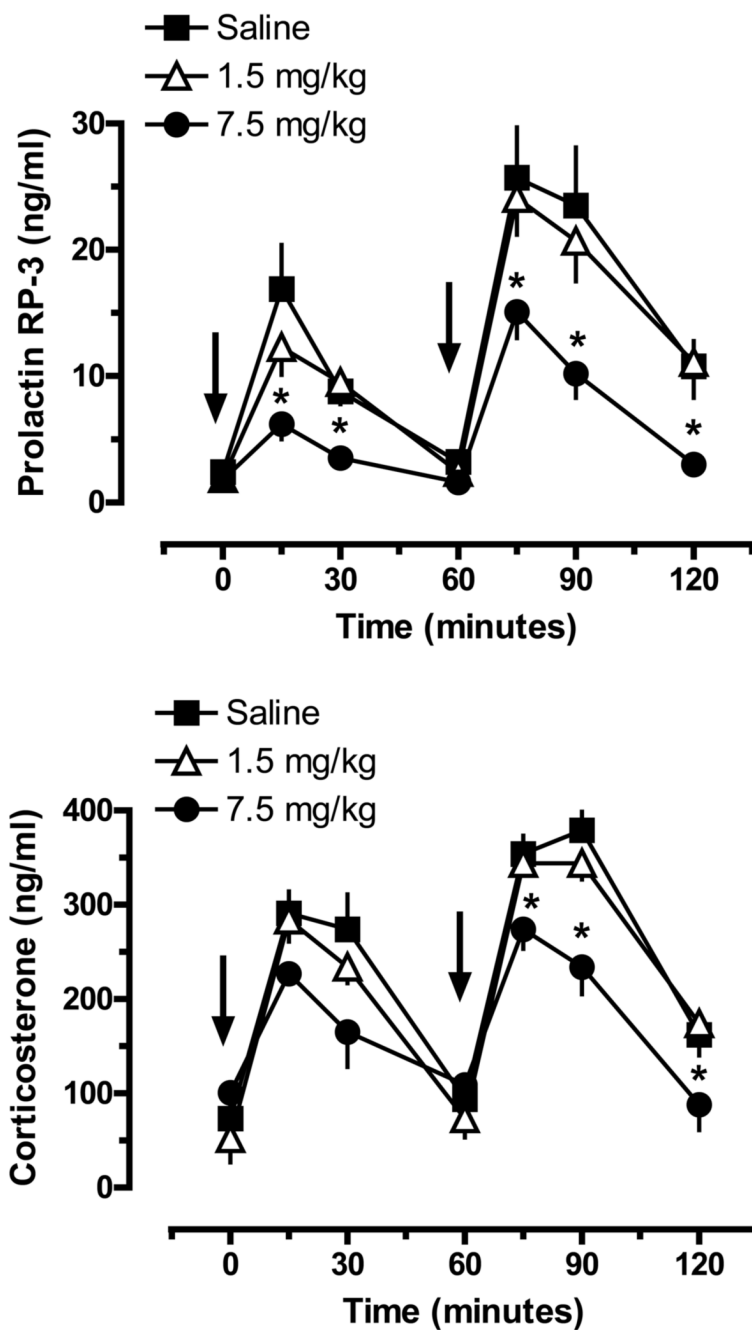 Saline
1.5 mg/kg
7.5 mg/kg
Prolactin RP-3 (ng/ml)
30
20
10
0
*
*
*
*
*
0 30 60 90 120
Time (minutes)
Saline
1.5 mg/kg
7.5 mg/kg
Corticosterone (ng/ml)
400
300
200
100
0
*
*
*
0 30 60 90 120
Time (minutes)